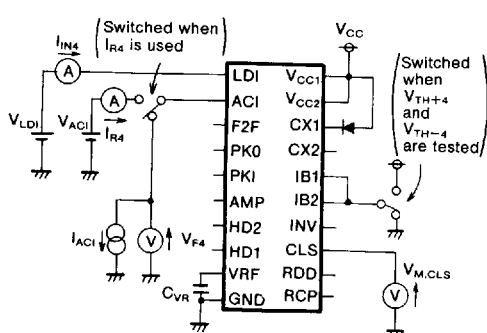 (Switched when
I_R4 is used)
I_IN4
A
V_LDI
V_ACI
A
I_R4
I_ACI
V
V_F4
C_VR
LDI
ACI
F2F
PK0
PKI
AMP
HD2
HD1
VRF
GND
V_CC1
V_CC2
CX1
CX2
IB1
IB2
INV
CLS
RDD
RCP
V_CC
(Switched
when
V_TH+4
and
V_TH−4
are tested)
V
V_M.CLS